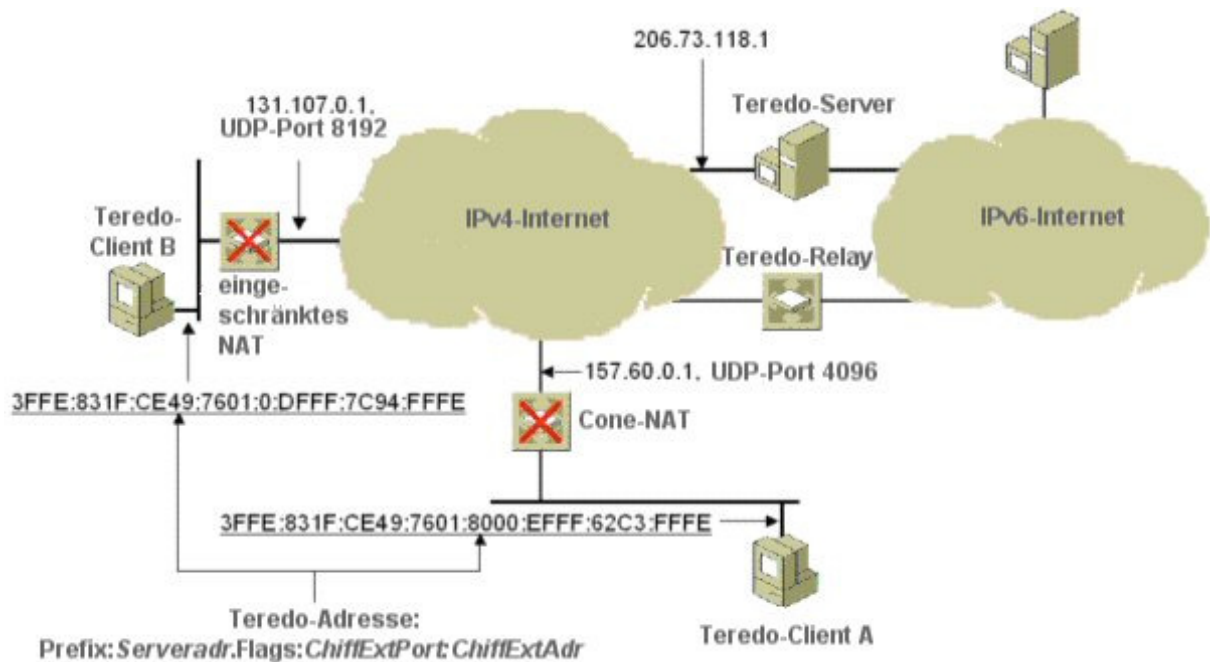 206.73.118.1
Teredo-Server
131.107.0.1,
UDP-Port 8192
IPv4-Internet
IPv6-Internet
Teredo-
Client B
Teredo-Relay
einge-
schränktes
NAT
157.60.0.1, UDP-Port 4096
3FFE:831F:CE49:7601:0:DFFF:7C94:FFFE
Cone-NAT
3FFE:831F:CE49:7601:8000:EFFF:62C3:FFFE
Teredo-Adresse:
Prefix:Serveradr.Flags:ChiffExtPort:ChiffExtAdr
Teredo-Client A